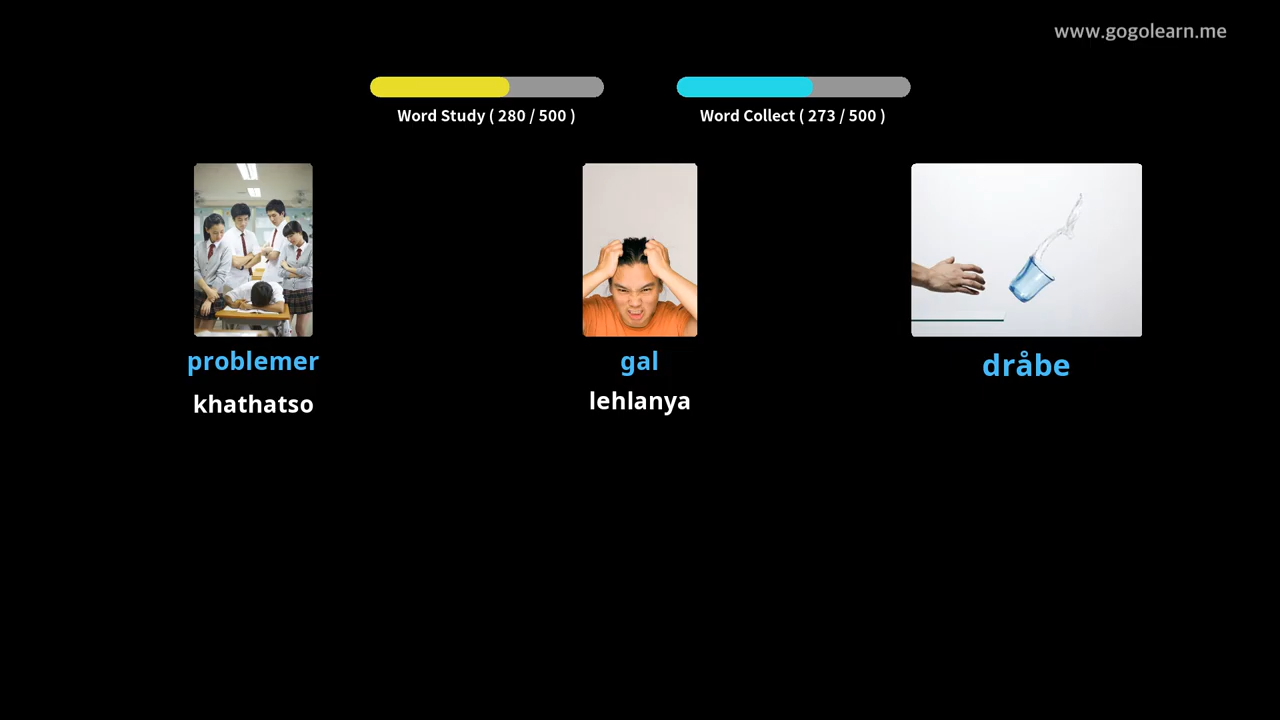 www.gogolearn.me
Word Study ( 280 / 500 )
Word Collect ( 273 / 500 )
problemer
khathatso
gal
lehlanya
dråbe